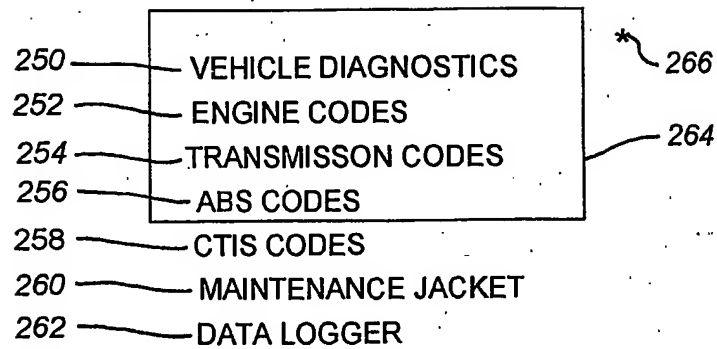 250 VEHICLE DIAGNOSTICS * 266
252 ENGINE CODES
254 TRANSMISSON CODES 264
256 ABS CODES
258 CTIS CODES
260 MAINTENANCE JACKET
262 DATA LOGGER